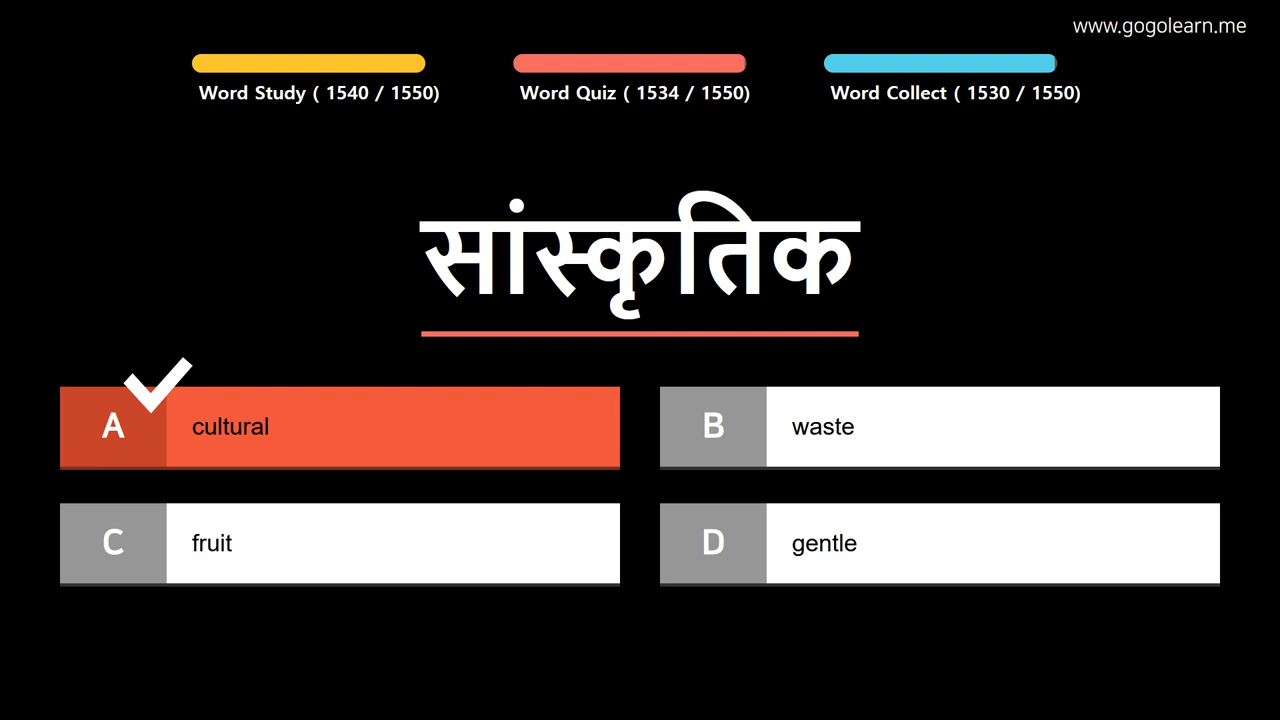 www.gogolearn.me
Word Study ( 1540 / 1550)
Word Quiz ( 1534 / 1550)
Word Collect ( 1530 / 1550)
सांस्कृतिक
A cultural
B waste
C fruit
D gentle